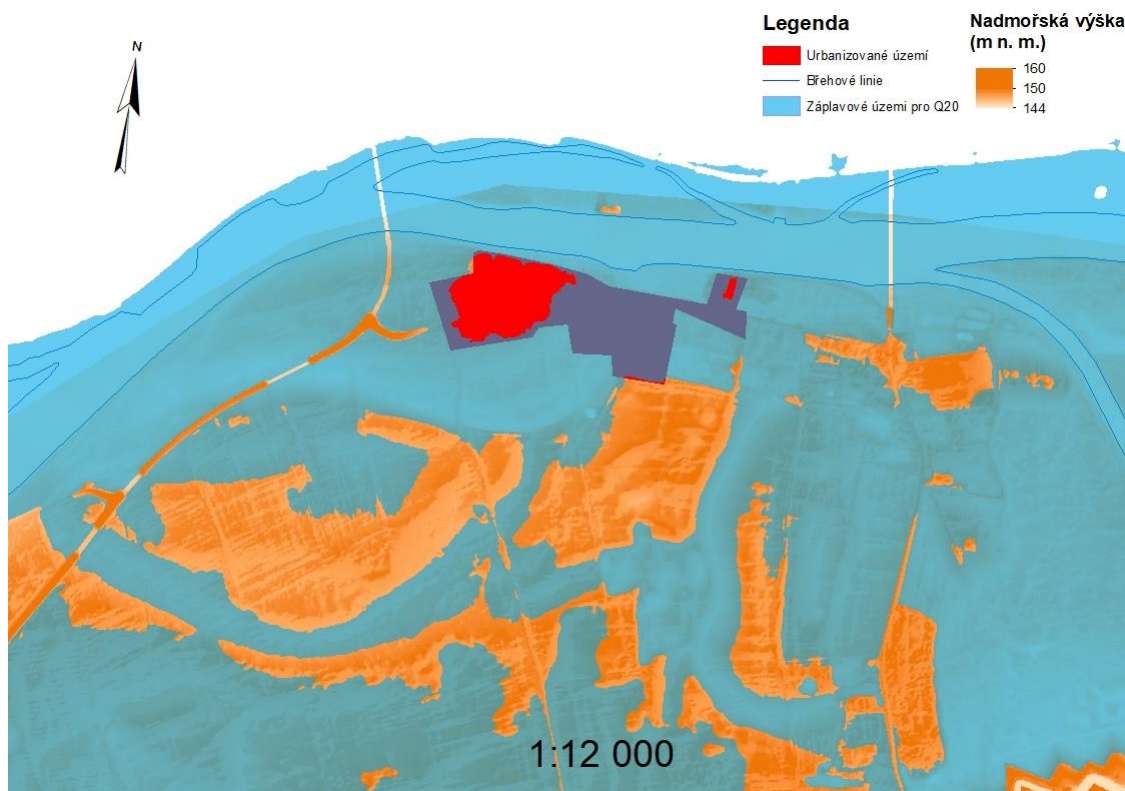 Legenda
Urbanizované území
Břehové linie
Záplavové území pro Q20
Nadmořská výška
(m n. m.)
160
150
144
N
1:12 000